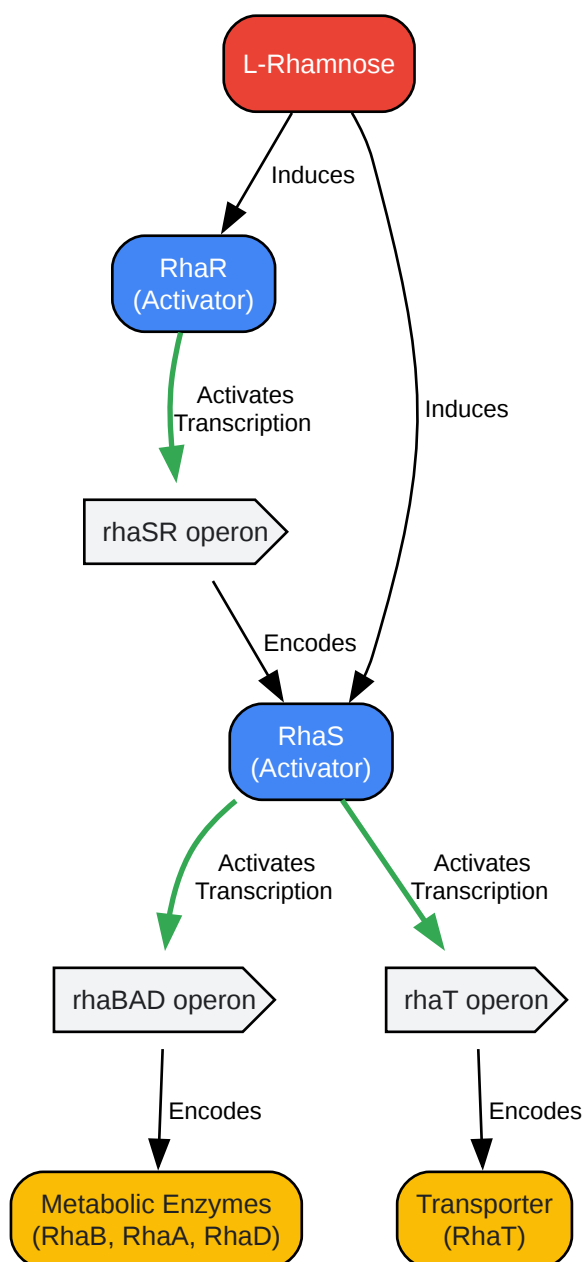 L-Rhamnose
Induces
RhaR
(Activator)
Activates
Transcription
Induces
rhaSR operon
Encodes
RhaS
(Activator)
Activates
Transcription
Activates
Transcription
rhaBAD operon
rhaT operon
Encodes
Encodes
Metabolic Enzymes
(RhaB, RhaA, RhaD)
Transporter
(RhaT)